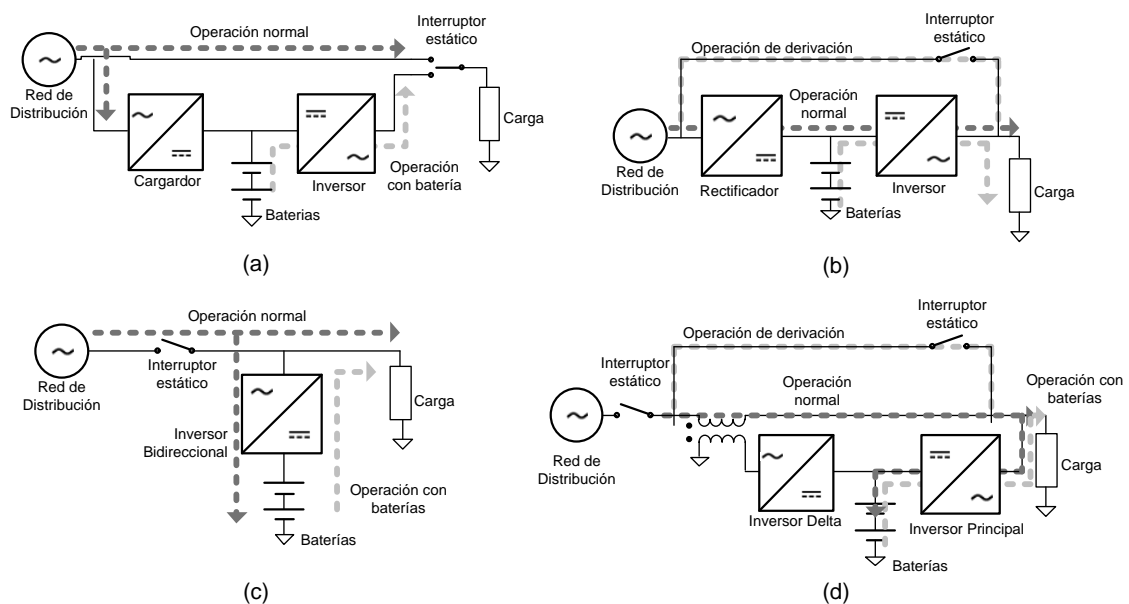 Operación normal
Interruptor
estático
Red de
Distribución
Carga
Cargardor
Inversor
Operación
con batería
Baterias
(a)
Operación de derivación
Interruptor
estático
Operación
normal
Red de
Distribución
Rectificador
Inversor
Carga
Baterías
(b)
Operación normal
Interruptor
estático
Red de
Distribución
Carga
Inversor
Bidireccional
Operación con
baterías
Baterías
(c)
Interruptor
estático
Operación de derivación
Interruptor
estático
Operación
normal
Operación con
baterías
Red de
Distribución
Carga
Inversor Delta
Inversor Principal
Baterías
(d)